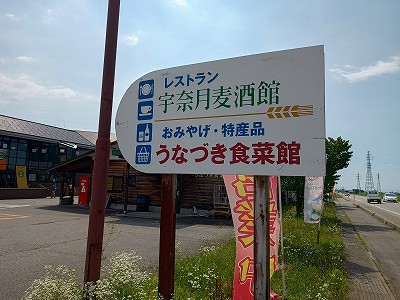 レストラン
宇奈月麦酒館
おみやげ・特産品
うなづき食菜館